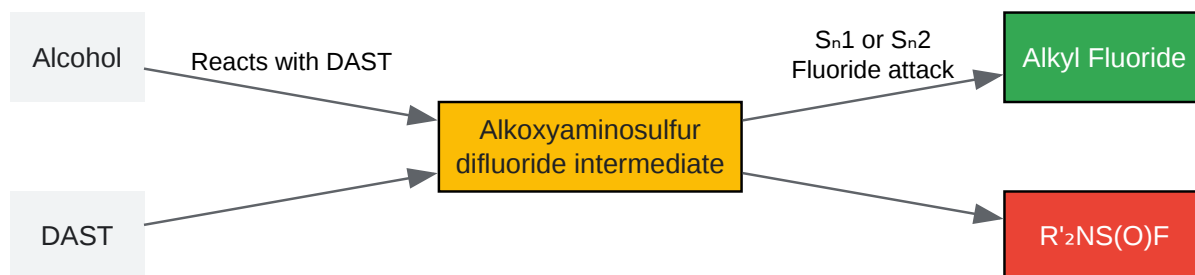 Alcohol
Reacts with DAST
Sₙ1 or Sₙ2
Fluoride attack
Alkyl Fluoride
Alkoxyaminosulfur
difluoride intermediate
DAST
R'₂NS(O)F